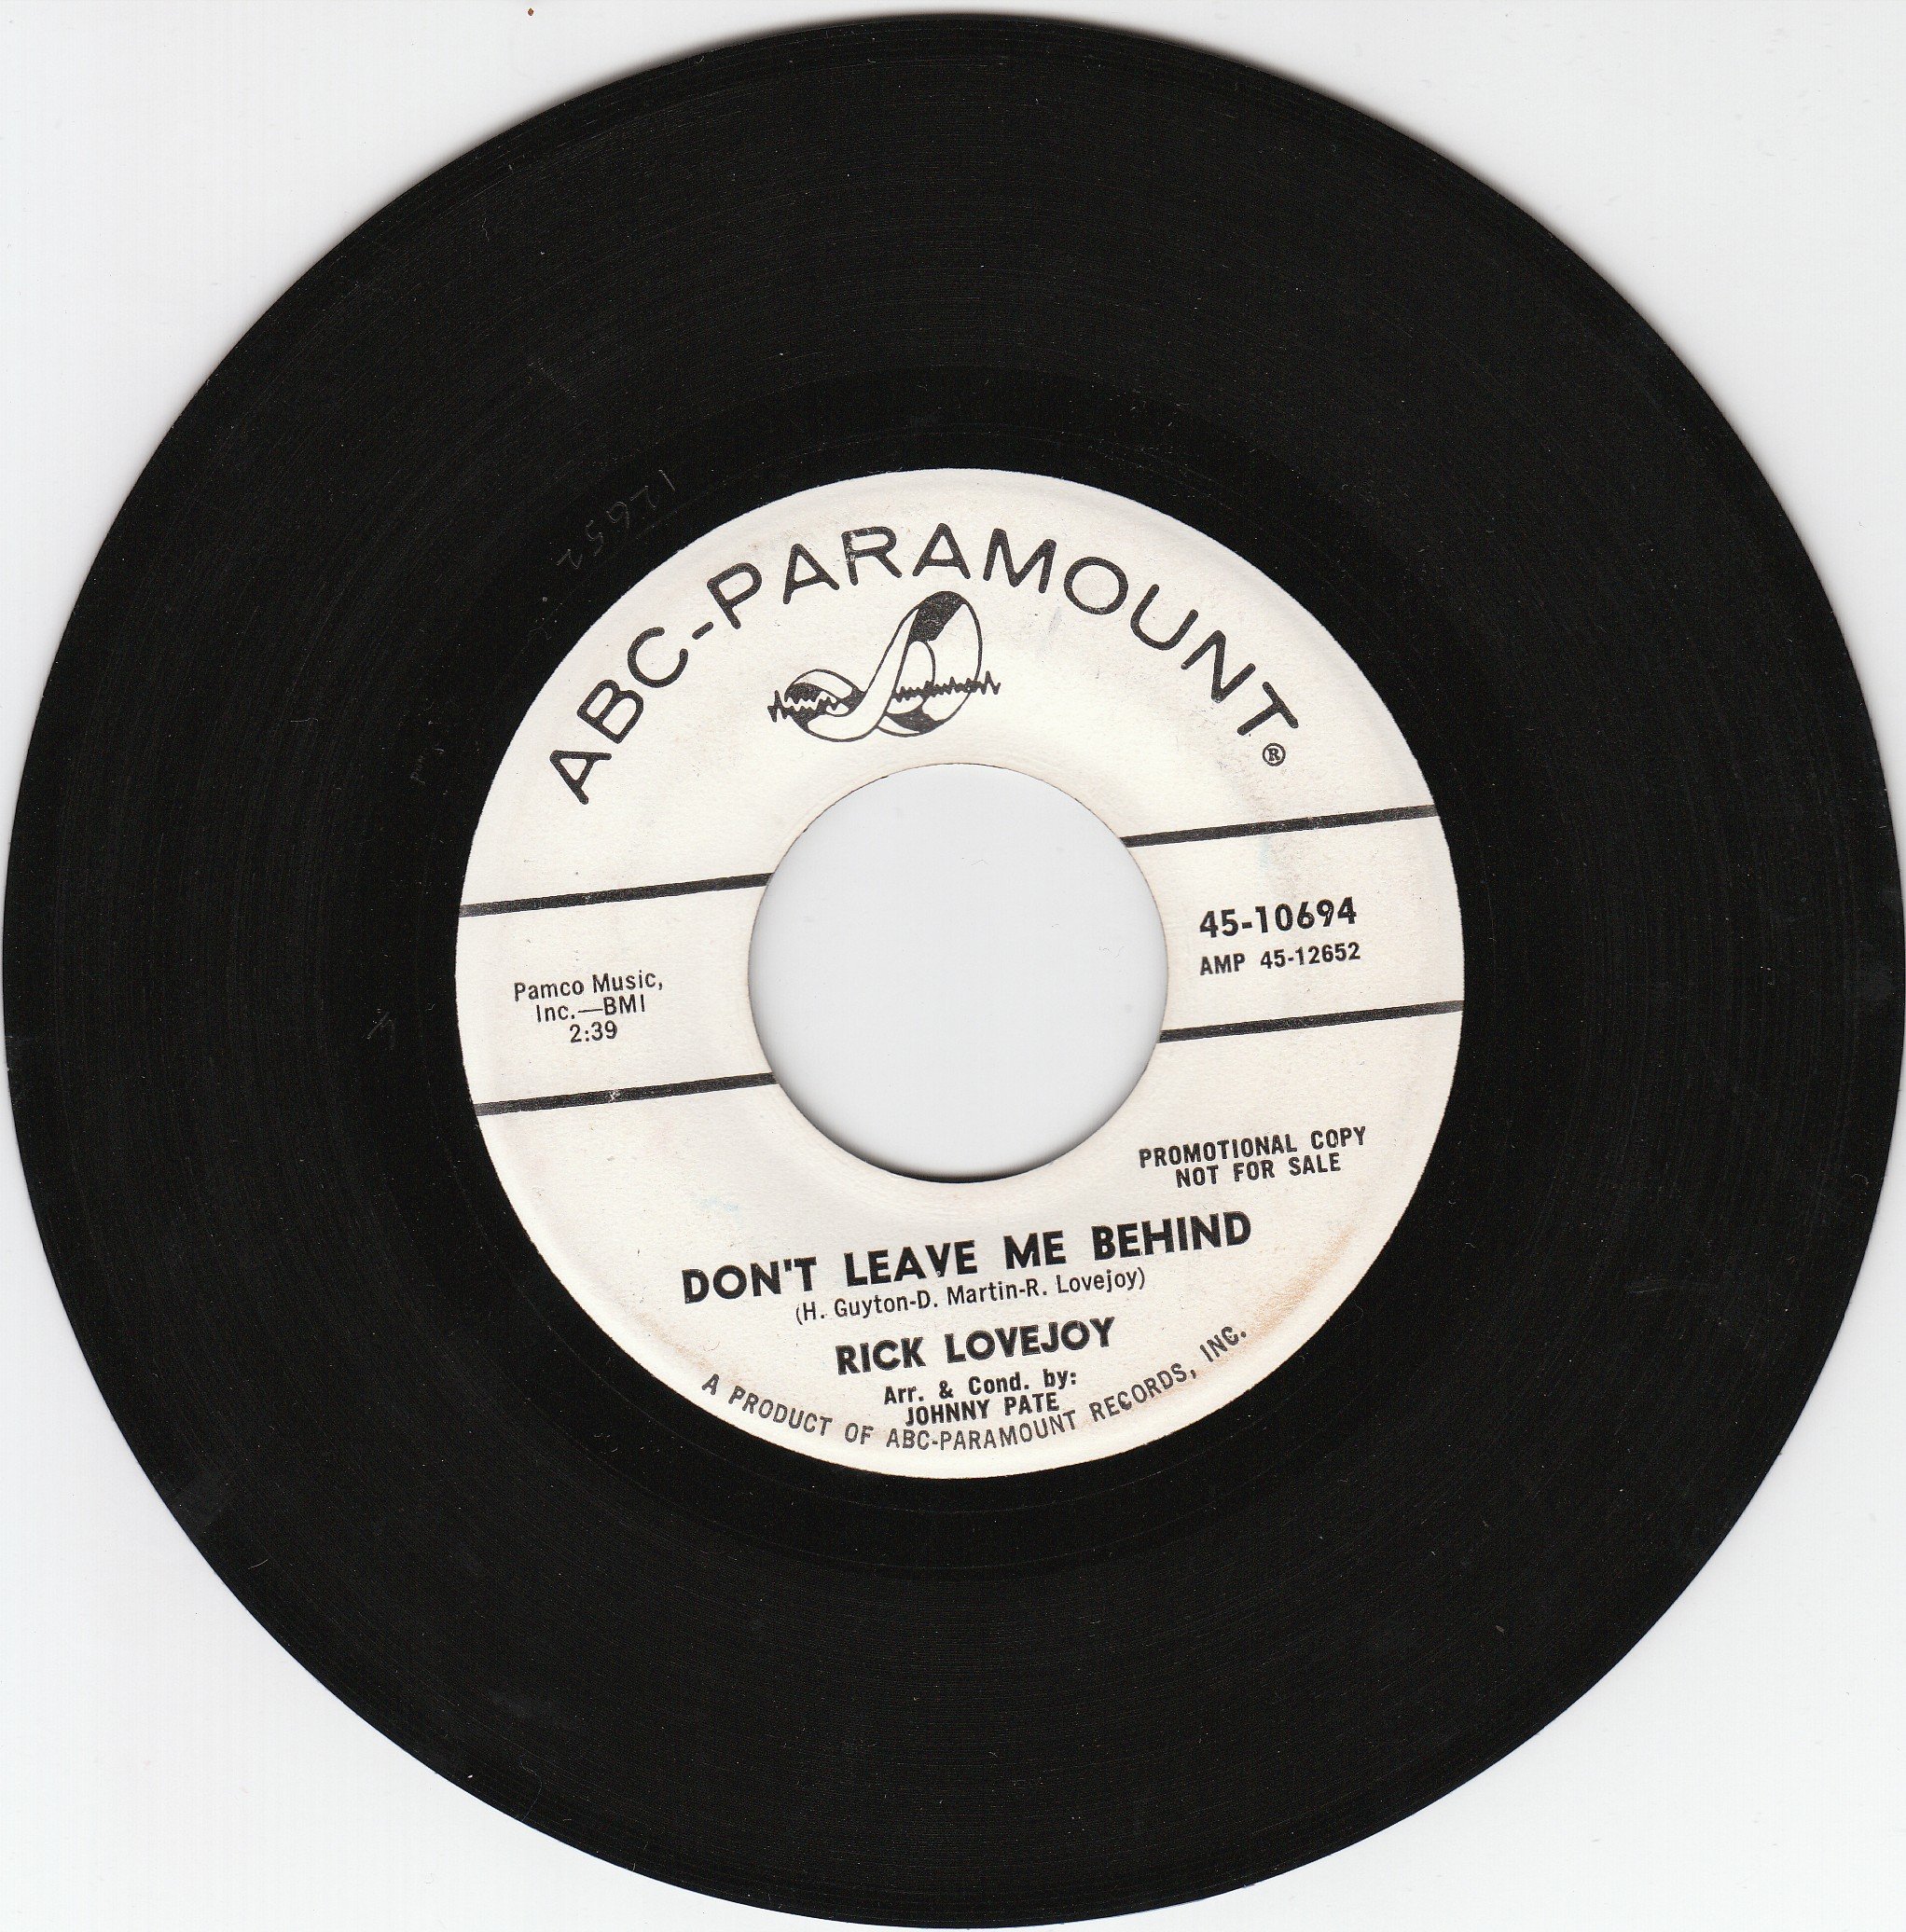 ABC-PARAMOUNT®
45-10694
AMP 45-12652
Pamco Music,
Inc.—BMI
2:39
PROMOTIONAL COPY
NOT FOR SALE
DON'T LEAVE ME BEHIND
(H. Guyton-D. Martin-R. Lovejoy)
RICK LOVEJOY
Arr. & Cond. by:
JOHNNY PATE
A PRODUCT OF ABC-PARAMOUNT RECORDS, INC.
12652